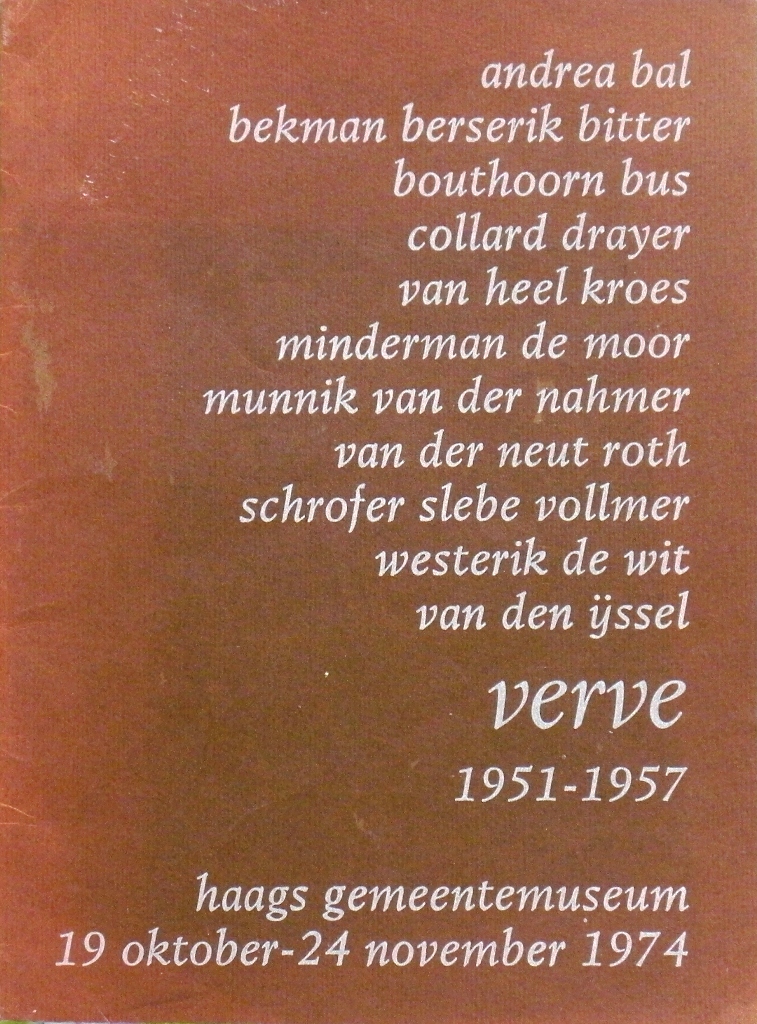 andrea bal
bekman berserik bitter
bouthoorn bus
collard drayer
van heel kroes
minderman de moor
munnik van der nahmer
van der neut roth
schrofer slebe vollmer
westerik de wit
van den ijssel
verve
1951-1957
haags gemeentemuseum
19 oktober-24 november 1974